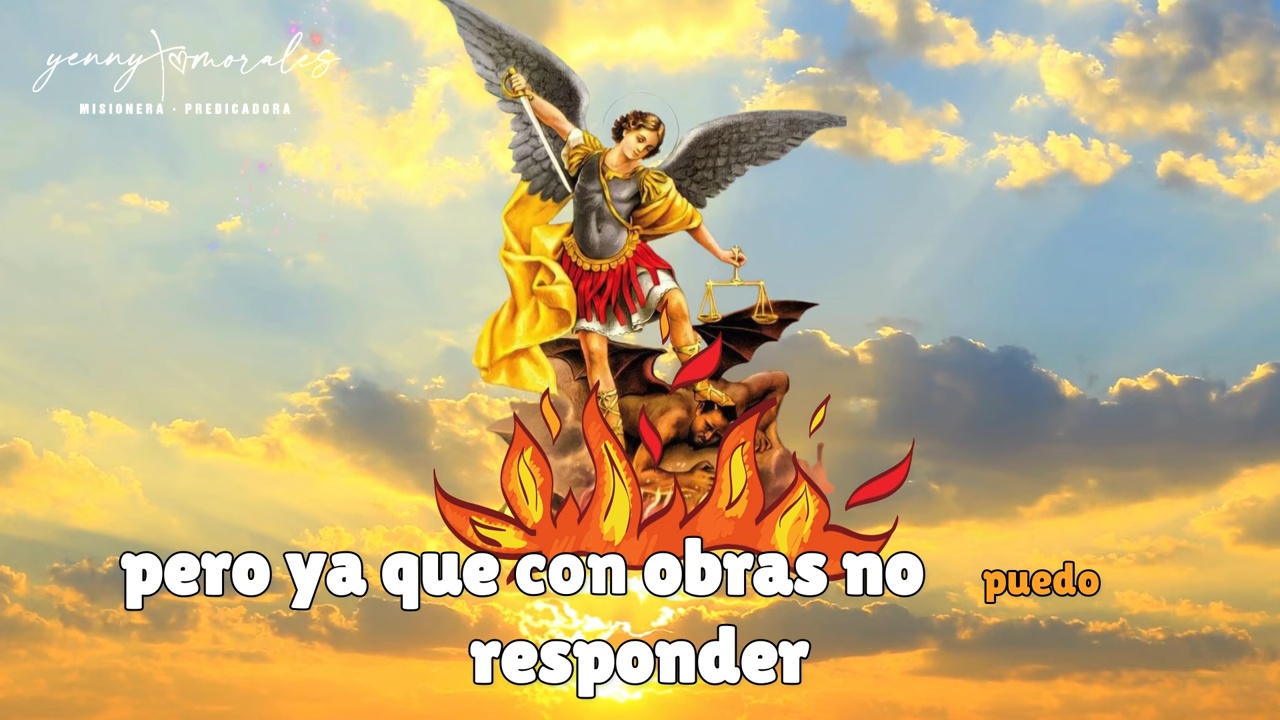 yenny morales
MISIONERA · PREDICADORA
pero ya que con obras no puedo
responder